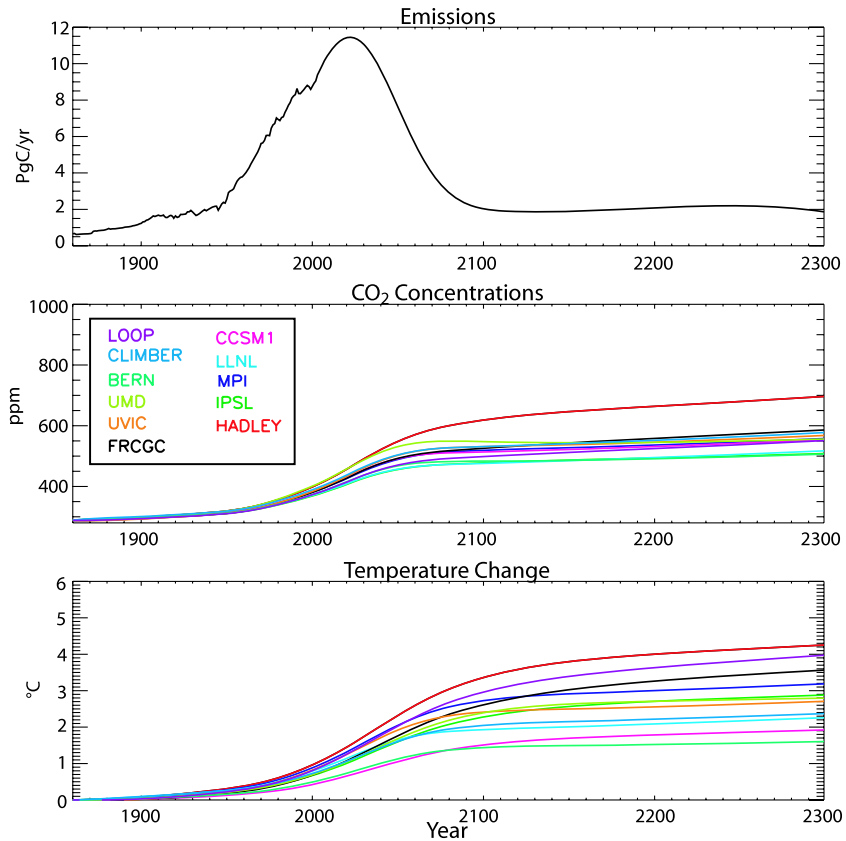 Emissions
12
10
8
6
4
2
0
PgC/yr
1900 2000 2100 2200 2300
CO2 Concentrations
1000
800
600
400
ppm
LOOP CCSM1
CLIMBER LLNL
BERN MPI
UMD IPSL
UVIC HADLEY
FRCGC
1900 2000 2100 2200 2300
Temperature Change
6
5
4
3
2
1
0
°C
1900 2000 2100 2200 2300
Year